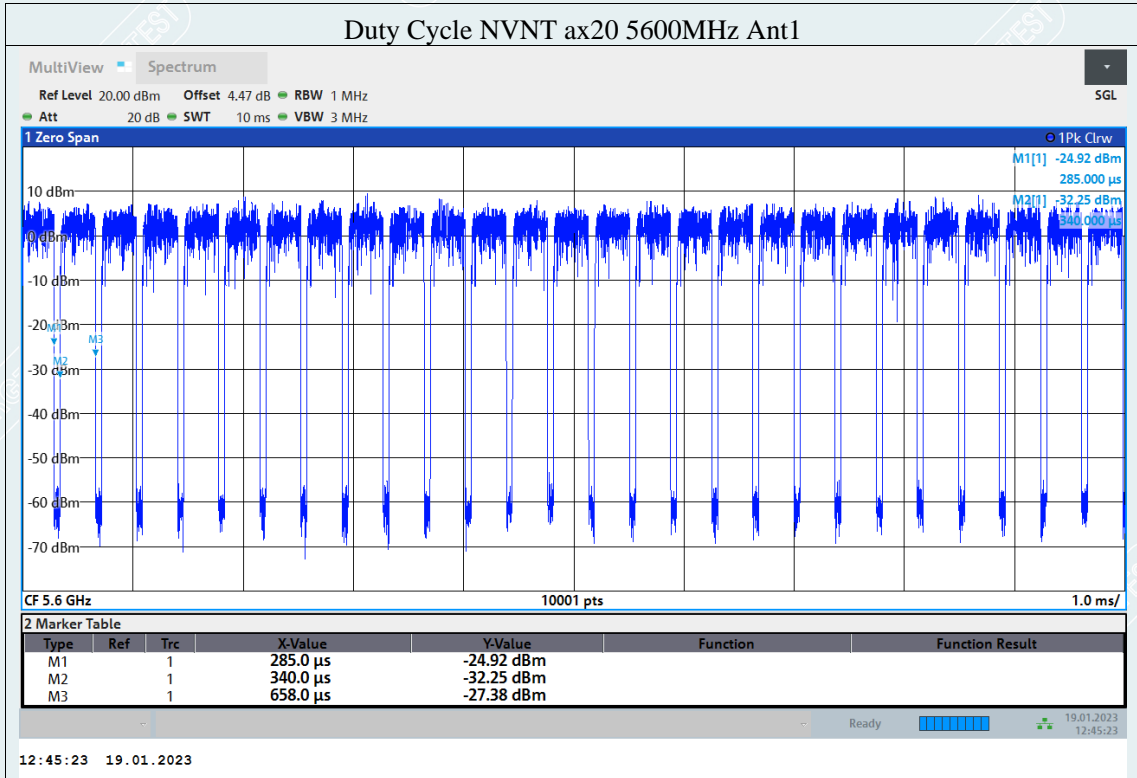 Duty Cycle NVNT ax20 5600MHz Ant1
MultiView Spectrum
Ref Level 20.00 dBm Offset 4.47 dB RBW 1 MHz
SGL
Att 20 dB SWT 10 ms VBW 3 MHz
1 Zero Span 1Pk Clrw
M1[1] -24.92 dBm
285.000 µs
M2[1] -32.25 dBm
340.000 µs
10 dBm
0 dBm
-10 dBm
-20 dBm
M1
M3
M2
-30 dBm
-40 dBm
-50 dBm
-60 dBm
-70 dBm
CF 5.6 GHz 10001 pts 1.0 ms/
2 Marker Table
Type Ref Trc X-Value Y-Value Function Function Result
M1 1 285.0 µs -24.92 dBm
M2 1 340.0 µs -32.25 dBm
M3 1 658.0 µs -27.38 dBm
Ready 19.01.2023
12:45:23
12:45:23 19.01.2023